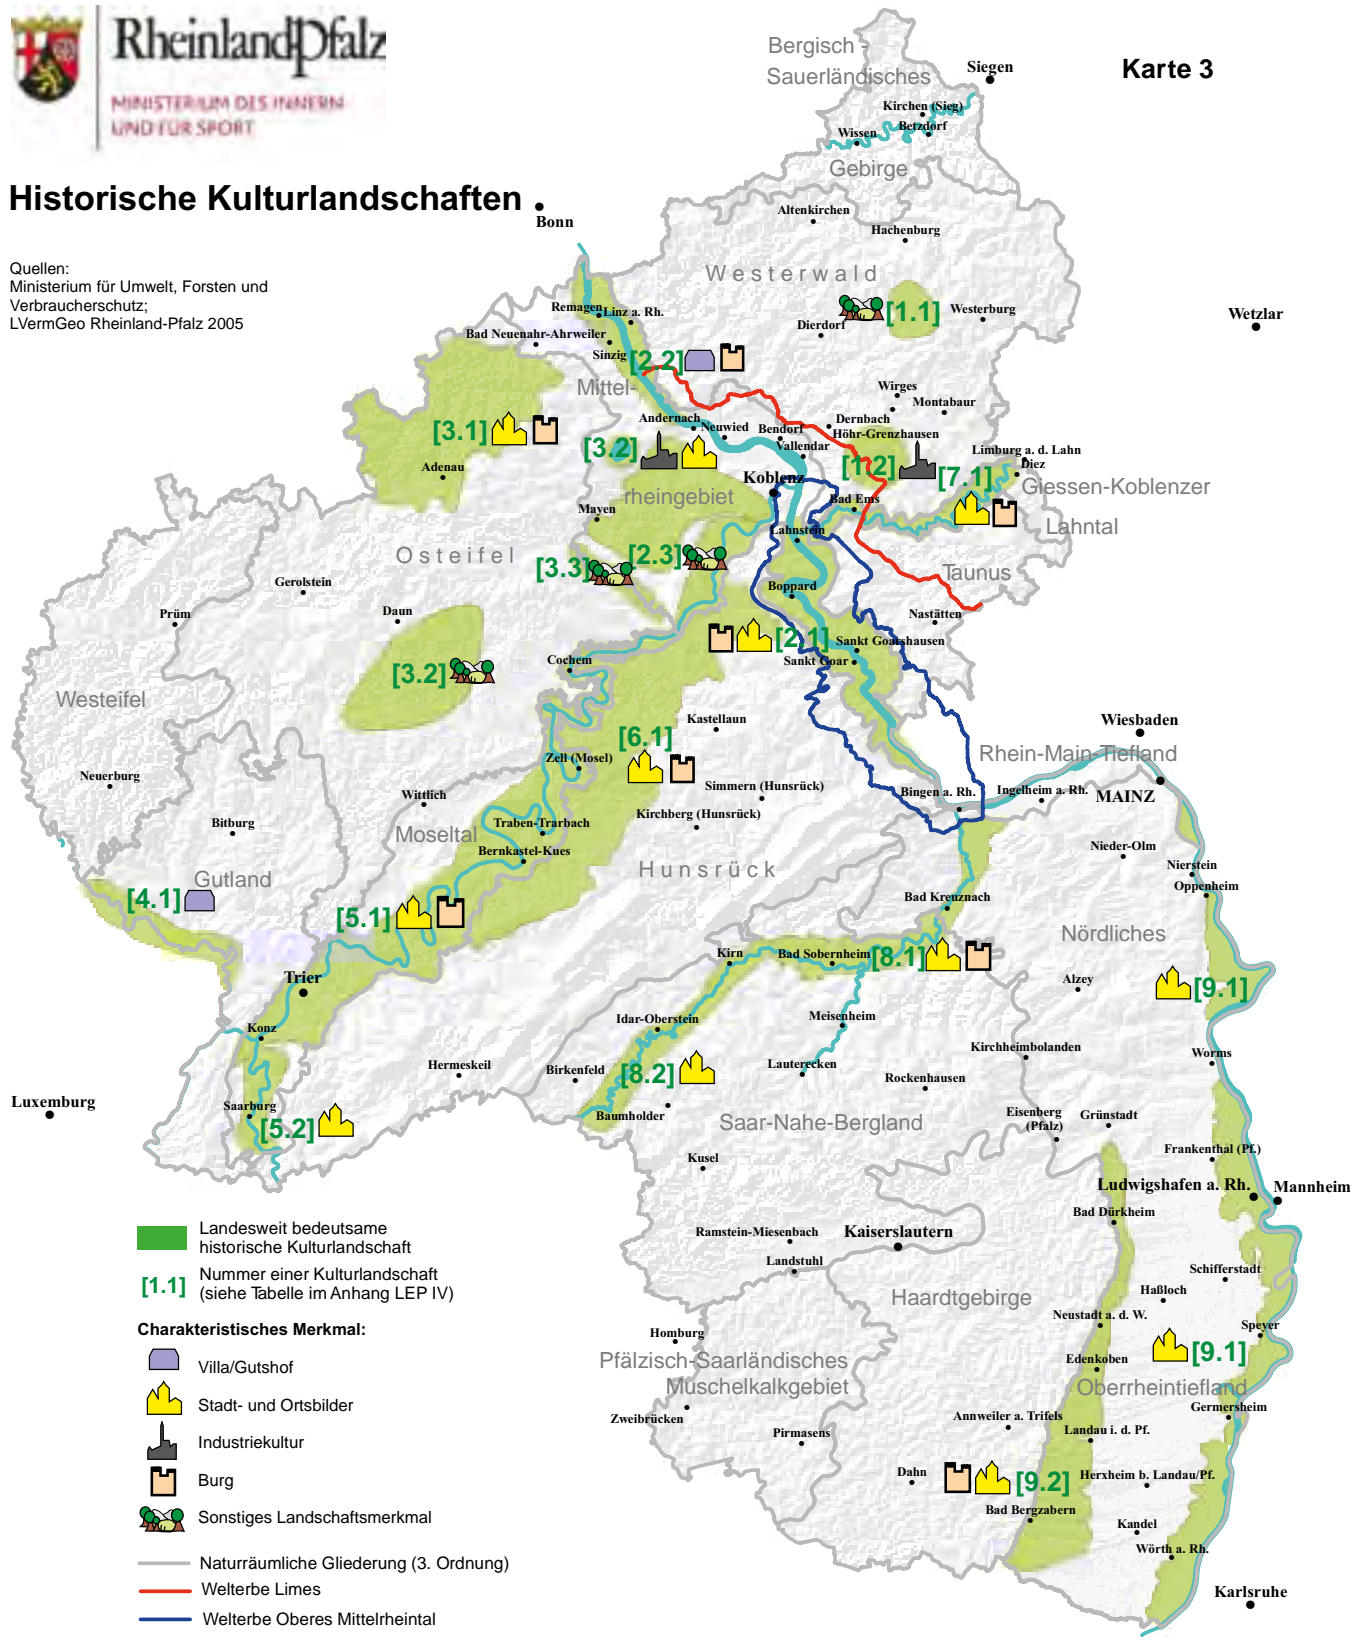 RheinlandPfalz
MINISTERIUM DES INNERN
UND FÜR SPORT
Karte 3
Historische Kulturlandschaften
Quellen:
Ministerium für Umwelt, Forsten und
Verbraucherschutz;
LVermGeo Rheinland-Pfalz 2005
Bergisch -
Sauerländisches
Siegen
Kirchen (Sieg)
Wissen
Betzdorf
Gebirge
Bonn
Altenkirchen
Hachenburg
Westerwald
[1.1]
Westerburg
Dierdorf
Wetzlar
Remagen
Linz a. Rh.
Bad Neuenahr-Ahrweiler
Sinzig
[2.2]
Mittel-
Wirges
Montabaur
Andernach
Neuwied
Bendorf
Dernbach
Höhr-Grenzhausen
Vallendar
[3.1]
[3.2]
Limburg a. d. Lahn
Diez
[1.2]
[7.1]
Adenau
Koblenz
Giessen-Koblenzer
rheingebiet
Bad Ems
Mayen
Lahntal
Lahnstein
Osteifel
[3.3]
[2.3]
Taunus
Gerolstein
Boppard
Prüm
Daun
Nastätten
[2.1]
Sankt Goarshausen
Sankt Goar
Cochem
[3.2]
Westeifel
Kastellaun
Wiesbaden
[6.1]
Rhein-Main-Tiefland
Zell (Mosel)
Neuerburg
Simmern (Hunsrück)
Bingen a. Rh.
Ingelheim a. Rh.
MAINZ
Wittlich
Kirchberg (Hunsrück)
Bitburg
Traben-Trarbach
Moseltal
Bernkastel-Kues
Nieder-Olm
Nierstein
Hunsrück
Gutland
Oppenheim
[4.1]
Bad Kreuznach
[5.1]
Nördliches
Kirn
Bad Sobernheim
[8.1]
Trier
Alzey
[9.1]
Idar-Oberstein
Meisenheim
Konz
Kirchheimbolanden
Worms
Hermeskeil
Birkenfeld
[8.2]
Lauterecken
Rockenhausen
Luxemburg
Saarburg
[5.2]
Baumholder
Saar-Nahe-Bergland
Eisenberg
(Pfalz)
Grünstadt
Kusel
Frankenthal (Pf.)
Ludwigshafen a. Rh.
Mannheim
Bad Dürkheim
Ramstein-Miesenbach
Kaiserslautern
Landstuhl
Schifferstadt
Haßloch
Haardtgebirge
Neustadt a. d. W.
Speyer
Homburg
[9.1]
Pfälzisch-Saarländisches
Muschelkalkgebiet
Edenkoben
Oberrheintiefland
Zweibrücken
Germersheim
Annweiler a. Trifels
Landau i. d. Pf.
Pirmasens
Dahn
[9.2]
Herxheim b. Landau/Pf.
Bad Bergzabern
Kandel
Wörth a. Rh.
Karlsruhe
Landesweit bedeutsame
historische Kulturlandschaft
[1.1]
Nummer einer Kulturlandschaft
(siehe Tabelle im Anhang LEP IV)
Charakteristisches Merkmal:
Villa/Gutshof
Stadt- und Ortsbilder
Industriekultur
Burg
Sonstiges Landschaftsmerkmal
Naturräumliche Gliederung (3. Ordnung)
Welterbe Limes
Welterbe Oberes Mittelrheintal